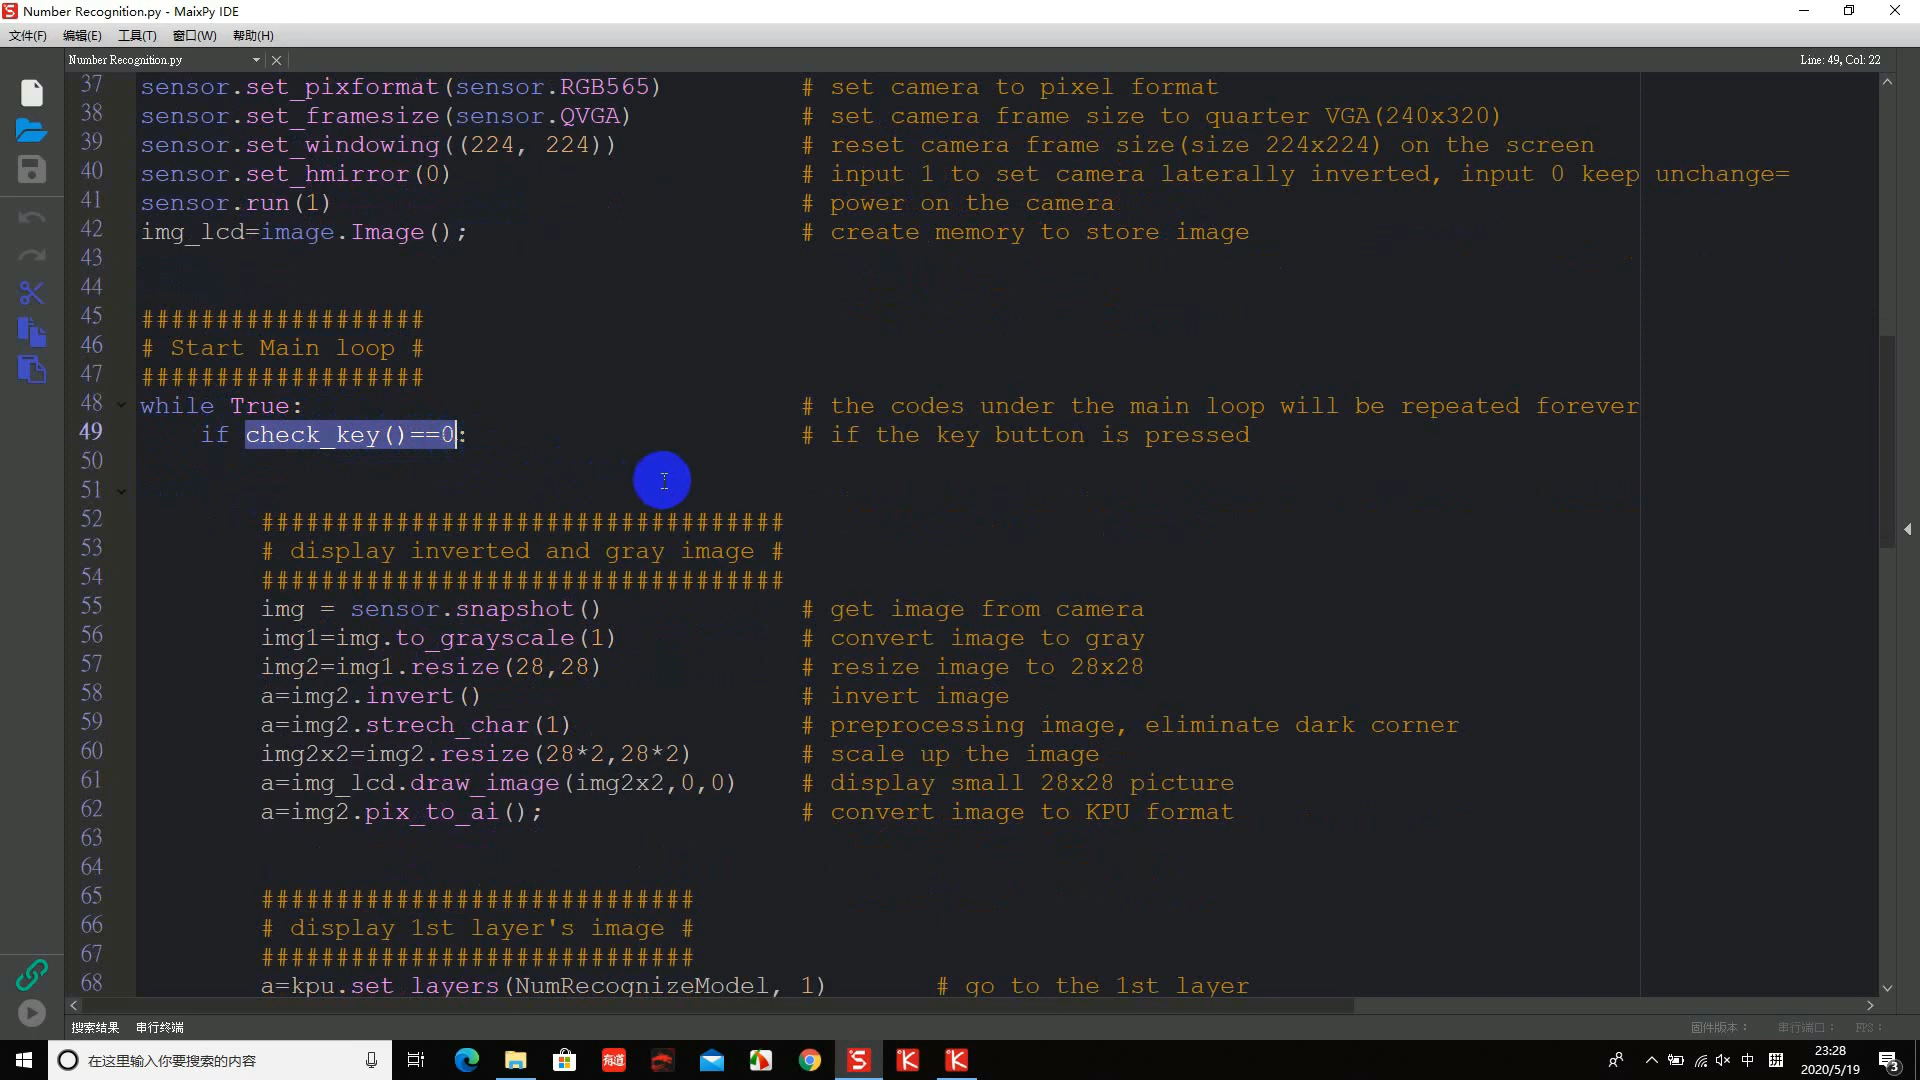 Number Recognition.py - MaixPy IDE
文件(F) 编辑(E) 工具(T) 窗口(W) 帮助(H)
Number Recognition.py
Line: 49, Col: 22
37 sensor.set_pixformat(sensor.RGB565) # set camera to pixel format
38 sensor.set_framesize(sensor.QVGA) # set camera frame size to quarter VGA(240x320)
39 sensor.set_windowing((224, 224)) # reset camera frame size(size 224x224) on the screen
40 sensor.set_hmirror(0) # input 1 to set camera laterally inverted, input 0 keep unchange=
41 sensor.run(1) # power on the camera
42 img_lcd=image.Image(); # create memory to store image
43
44
45 ###################
46 # Start Main loop #
47 ###################
48 while True: # the codes under the main loop will be repeated forever
49 if check_key()==0: # if the key button is pressed
50
51
52 ###################################
53 # display inverted and gray image #
54 ###################################
55 img = sensor.snapshot() # get image from camera
56 img1=img.to_grayscale(1) # convert image to gray
57 img2=img1.resize(28,28) # resize image to 28x28
58 a=img2.invert() # invert image
59 a=img2.strech_char(1) # preprocessing image, eliminate dark corner
60 img2x2=img2.resize(28*2,28*2) # scale up the image
61 a=img_lcd.draw_image(img2x2,0,0) # display small 28x28 picture
62 a=img2.pix_to_ai(); # convert image to KPU format
63
64
65 #############################
66 # display 1st layer's image #
67 #############################
68 a=kpu.set_layers(NumRecognizeModel, 1) # go to the 1st layer
搜索结果 串行终端
固件版本: 串行端口: FPS:
在这里输入你要搜索的内容
有道
中
23:28
2020/5/19
3